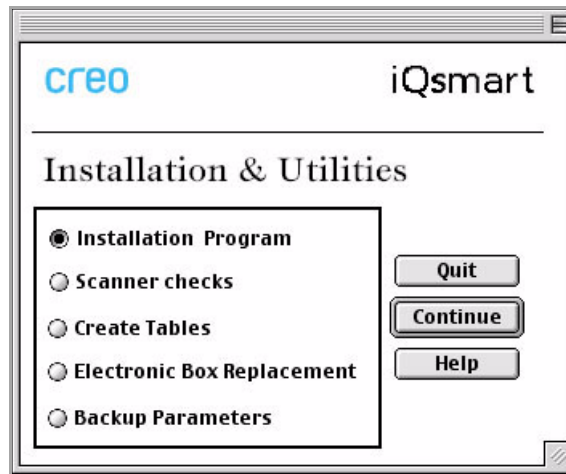 creo iQsmart
Installation & Utilities
Installation Program
Scanner checks
Create Tables
Electronic Box Replacement
Backup Parameters
Quit
Continue
Help